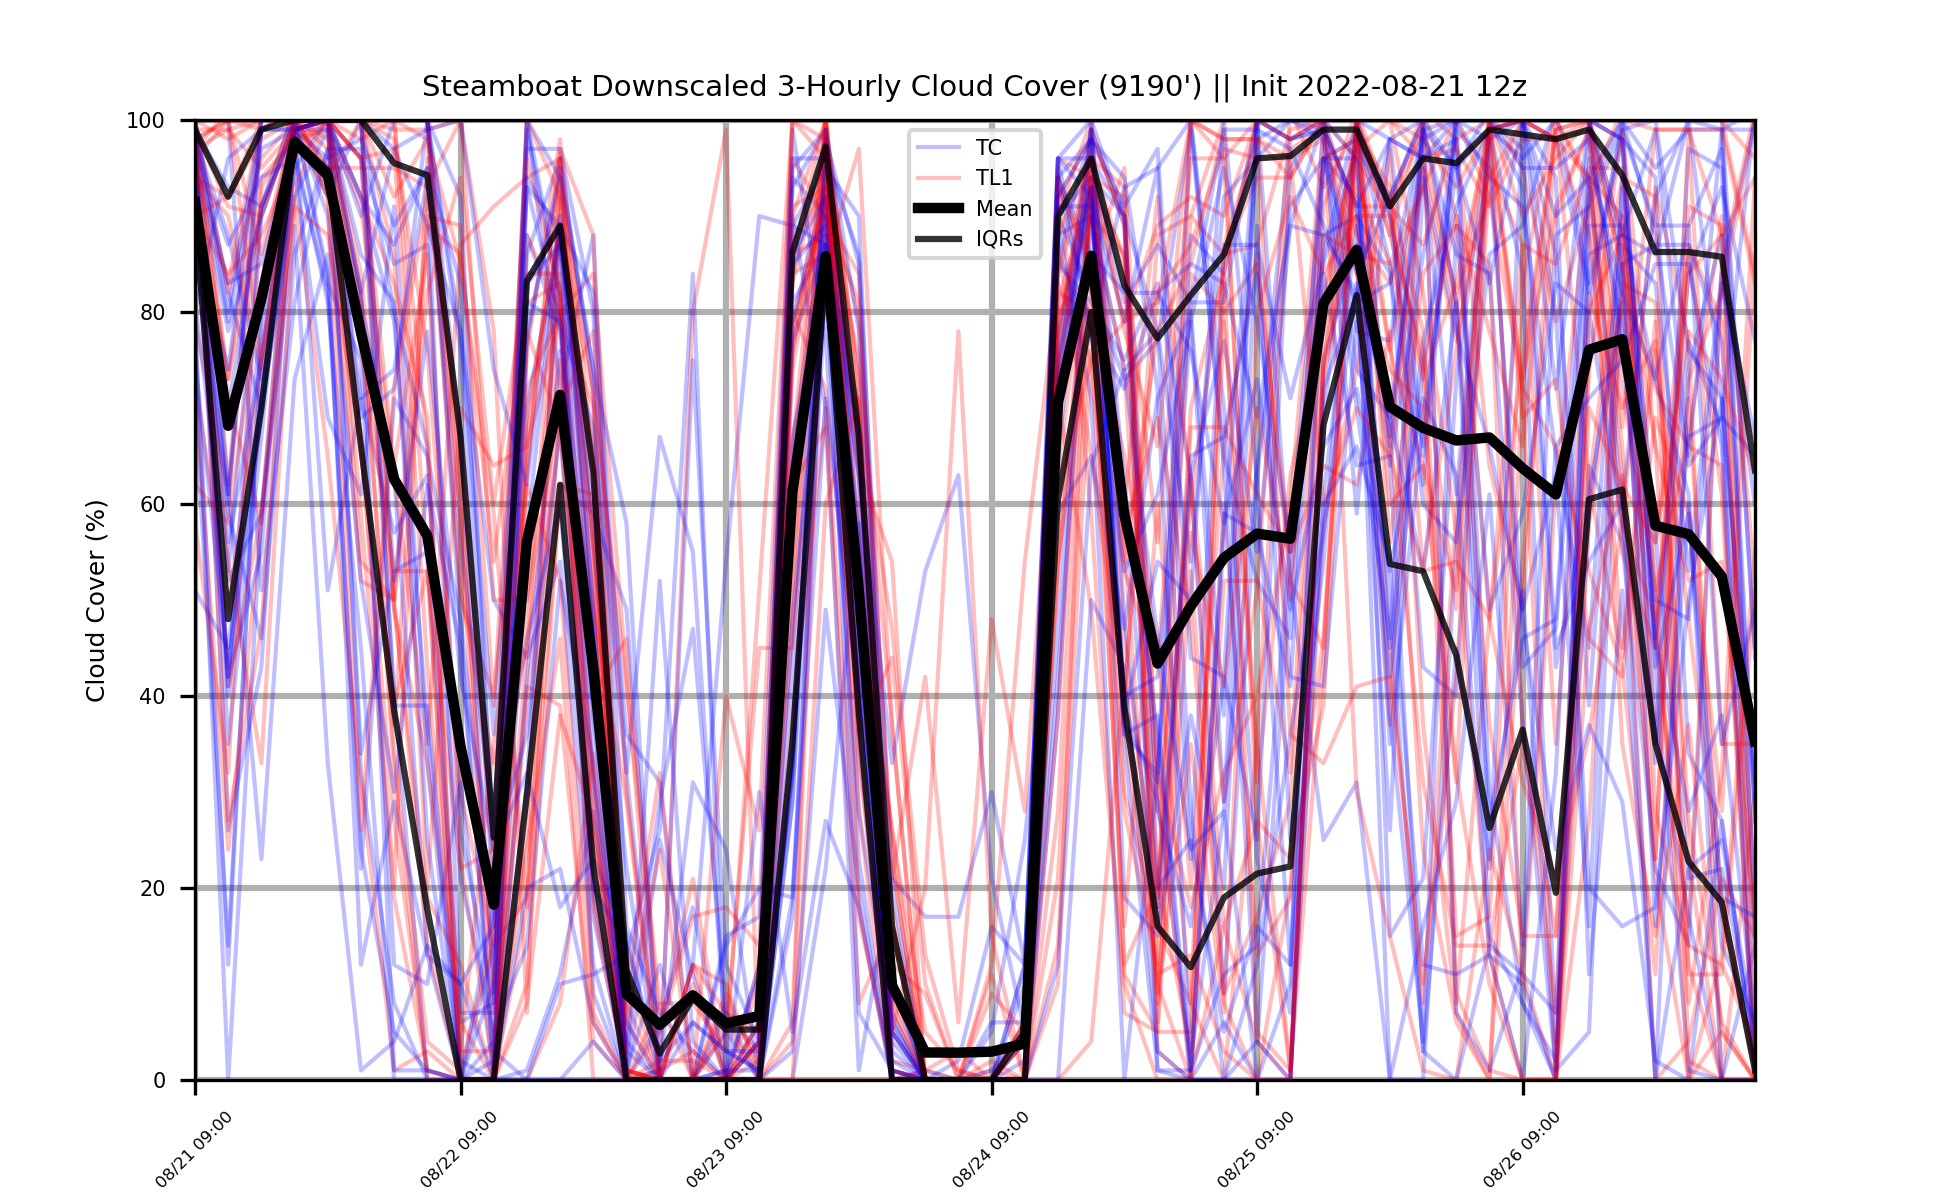 Steamboat Downscaled 3-Hourly Cloud Cover (9190') || Init 2022-08-21 12z
Cloud Cover (%)
100
80
60
40
20
0
TC
TL1
Mean
IQRs
08/21 09:00
08/22 09:00
08/23 09:00
08/24 09:00
08/25 09:00
08/26 09:00